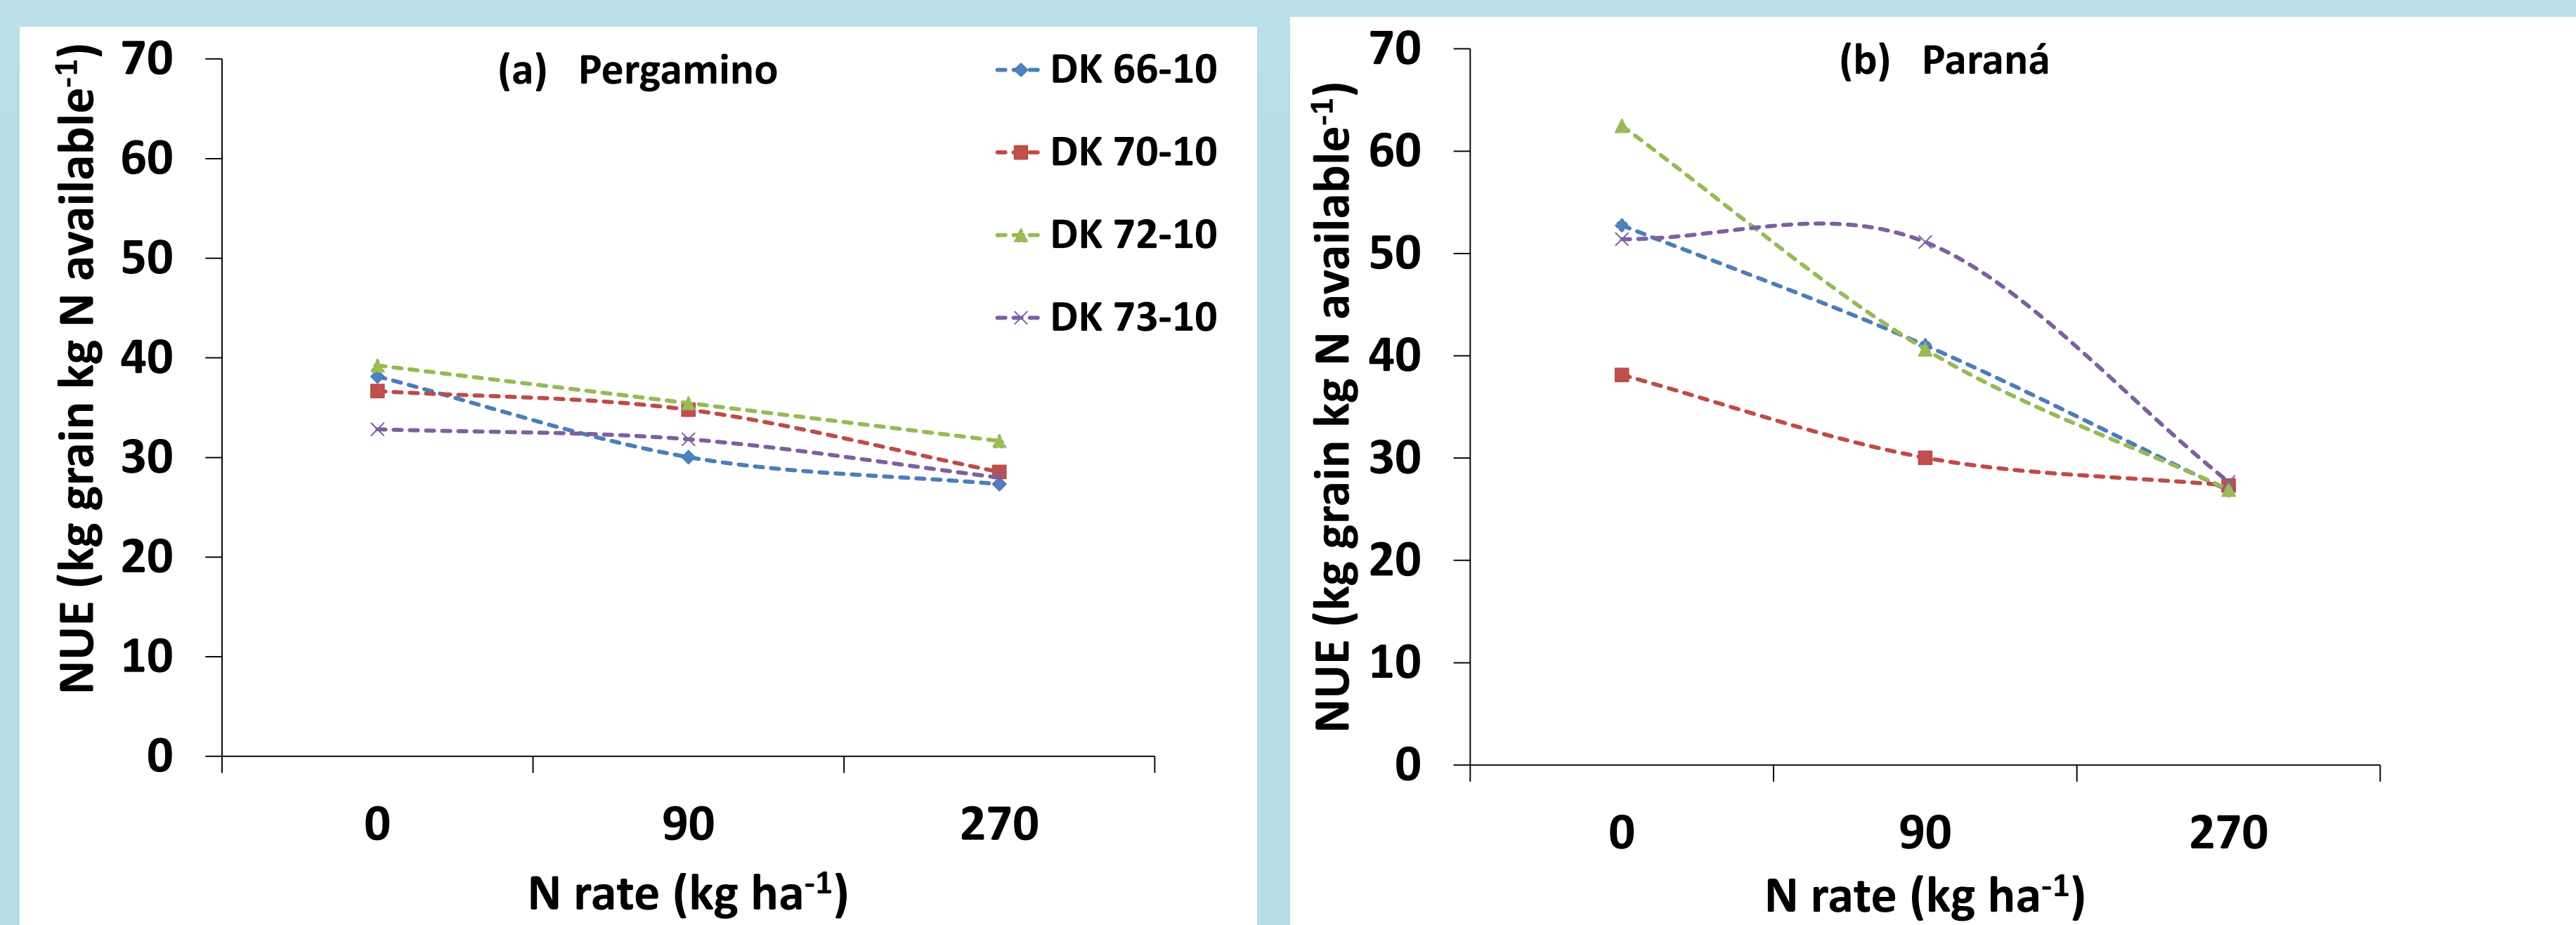 (a) Pergamino
NUE (kg grain kg N available⁻¹)
70
60
50
40
30
20
10
0
DK 66-10
DK 70-10
DK 72-10
DK 73-10
0 90 270
N rate (kg ha⁻¹)
(b) Paraná
NUE (kg grain kg N available⁻¹)
70
60
50
40
30
20
10
0
0 90 270
N rate (kg ha⁻¹)